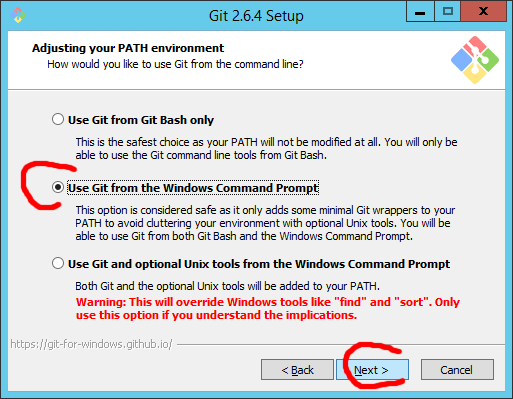 Git 2.6.4 Setup
Adjusting your PATH environment
How would you like to use Git from the command line?
Use Git from Git Bash only
This is the safest choice as your PATH will not be modified at all. You will only be
able to use the Git command line tools from Git Bash.
Use Git from the Windows Command Prompt
This option is considered safe as it only adds some minimal Git wrappers to your
PATH to avoid cluttering your environment with optional Unix tools. You will be
able to use Git from both Git Bash and the Windows Command Prompt.
Use Git and optional Unix tools from the Windows Command Prompt
Both Git and the optional Unix tools will be added to your PATH.
Warning: This will override Windows tools like "find" and "sort". Only
use this option if you understand the implications.
https://git-for-windows.github.io/
< Back Next > Cancel